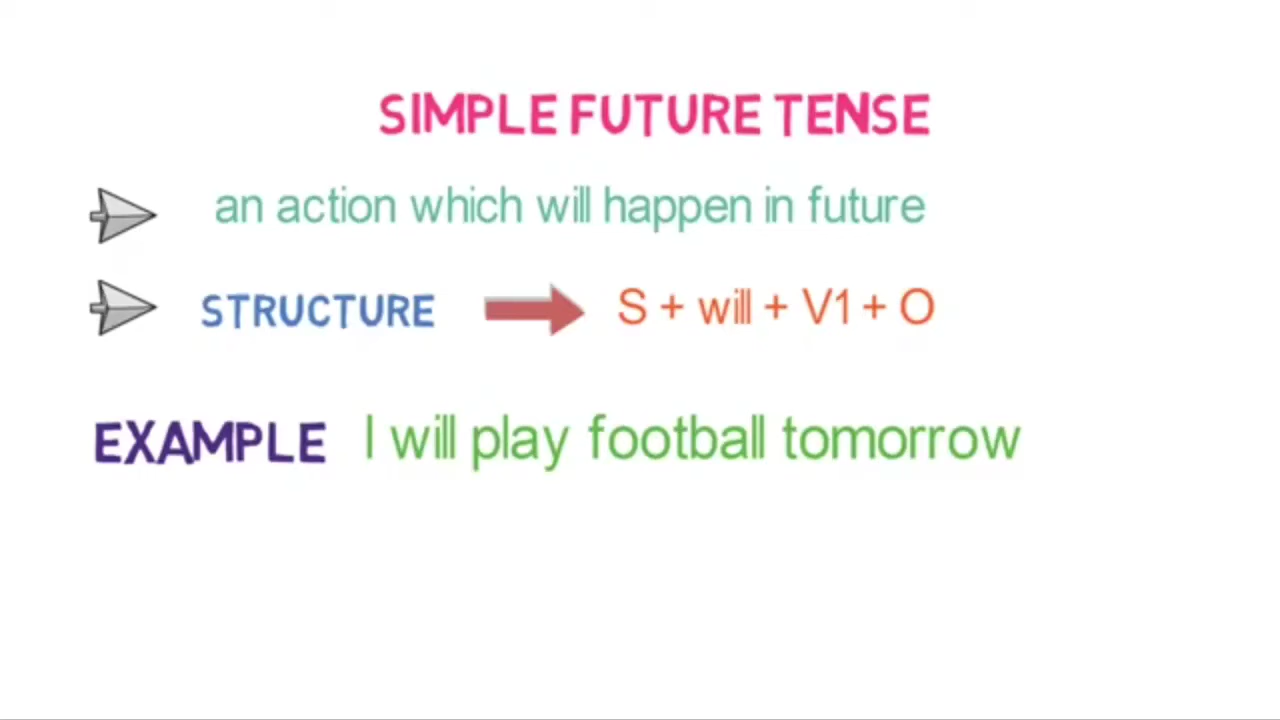 SIMPLE FUTURE TENSE
an action which will happen in future
STRUCTURE S + will + V1 + O
EXAMPLE I will play football tomorrow